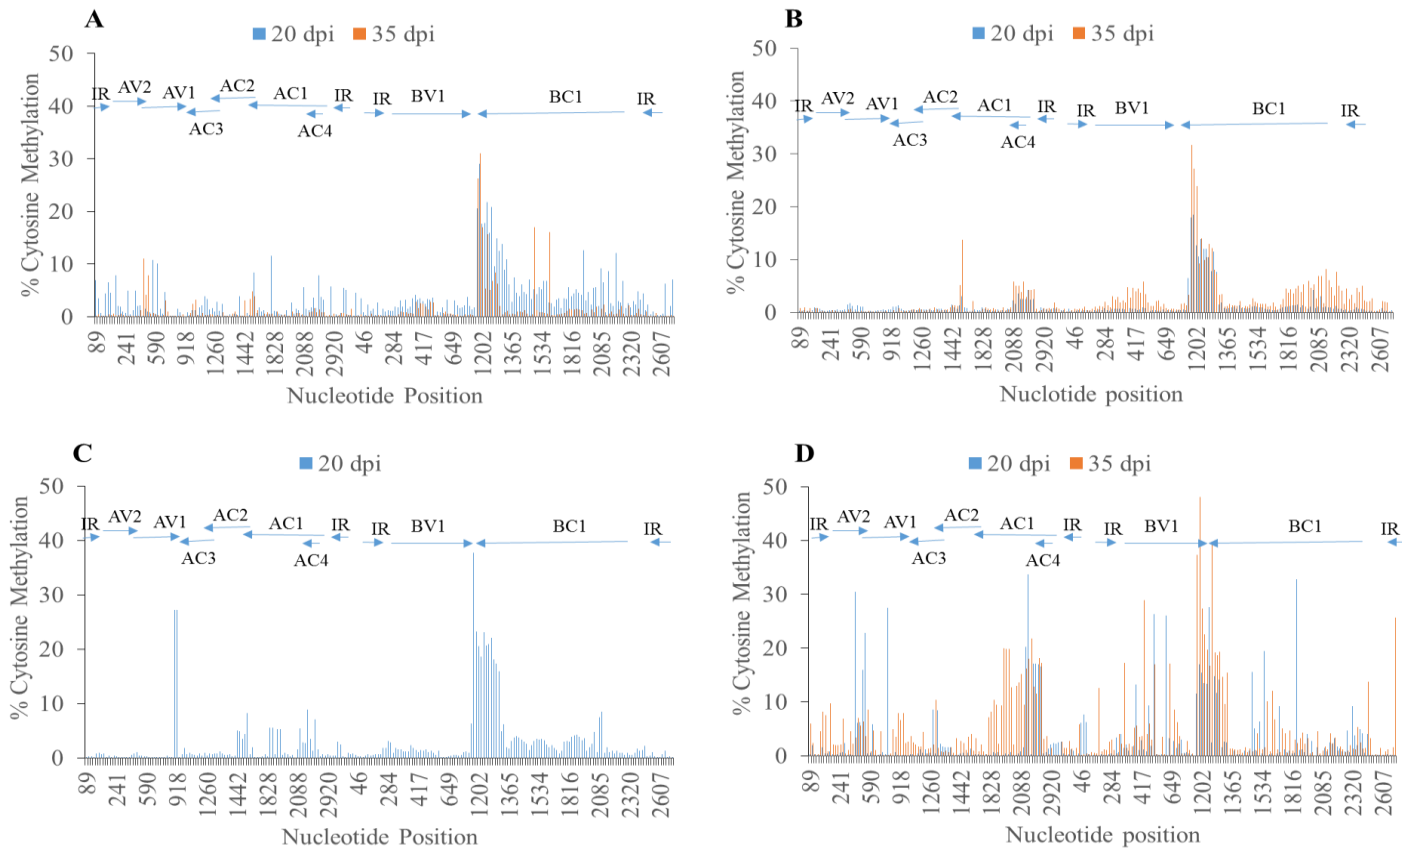 A
20 dpi 35 dpi
% Cytosine Methylation
50
40
30
20
10
0
IR AV2 AV1 AC2 AC1 IR IR BV1 BC1 IR
AC3 AC4
89 241 590 918 1260 1442 1828 2088 2920 46 284 417 649 1202 1365 1534 1816 2085 2320 2607
Nucleotide Position
B
20 dpi 35 dpi
% Cytosine Methylation
50
40
30
20
10
0
IR AV2 AV1 AC2 AC1 IR IR BV1 BC1 IR
AC3 AC4
89 241 590 918 1260 1442 1828 2088 2920 46 284 417 649 1202 1365 1534 1816 2085 2320 2607
Nucleotide position
C
20 dpi
% Cytosine Methylation
50
40
30
20
10
0
IR AV2 AV1 AC2 AC1 IR IR BV1 BC1 IR
AC3 AC4
89 241 590 918 1260 1442 1828 2088 2920 46 284 417 649 1202 1365 1534 1816 2085 2320 2607
Nucleotide Position
D
20 dpi 35 dpi
% Cytosine Methylation
50
40
30
20
10
0
IR AV2 AV1 AC2 AC1 IR IR BV1 BC1 IR
AC3 AC4
89 241 590 918 1260 1442 1828 2088 2920 46 284 417 649 1202 1365 1534 1816 2085 2320 2607
Nucleotide position